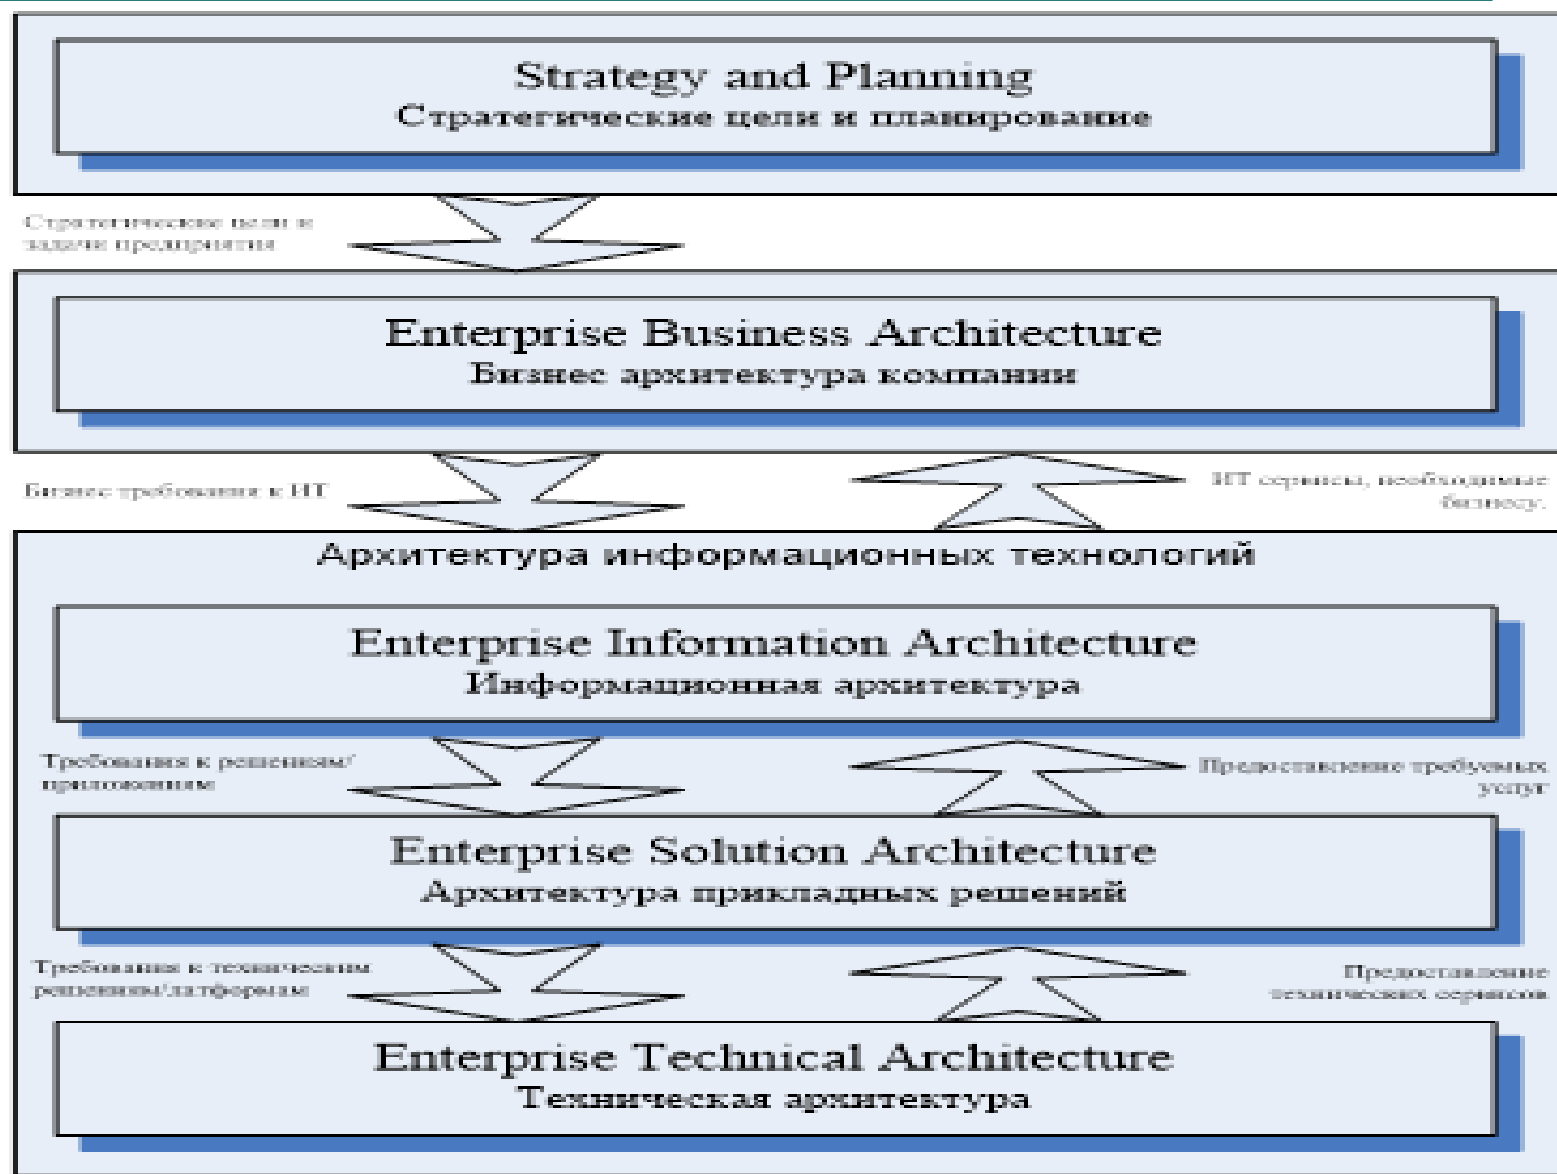 Strategy and Planning
Стратегические цели и планирование
Стратегические цели и
задачи предприятия
Enterprise Business Architecture
Бизнес архитектура компании
Бизнес требования к ИТ
ИТ сервисы, необходимые
бизнесу.
Архитектура информационных технологий
Enterprise Information Architecture
Информационная архитектура
Требования к решениям/
приложениям
Предоставление требуемых
услуг
Enterprise Solution Architecture
Архитектура прикладных решений
Требования к техническим
решениям/латформам
Предоставление
технических сервисов
Enterprise Technical Architecture
Техническая архитектура